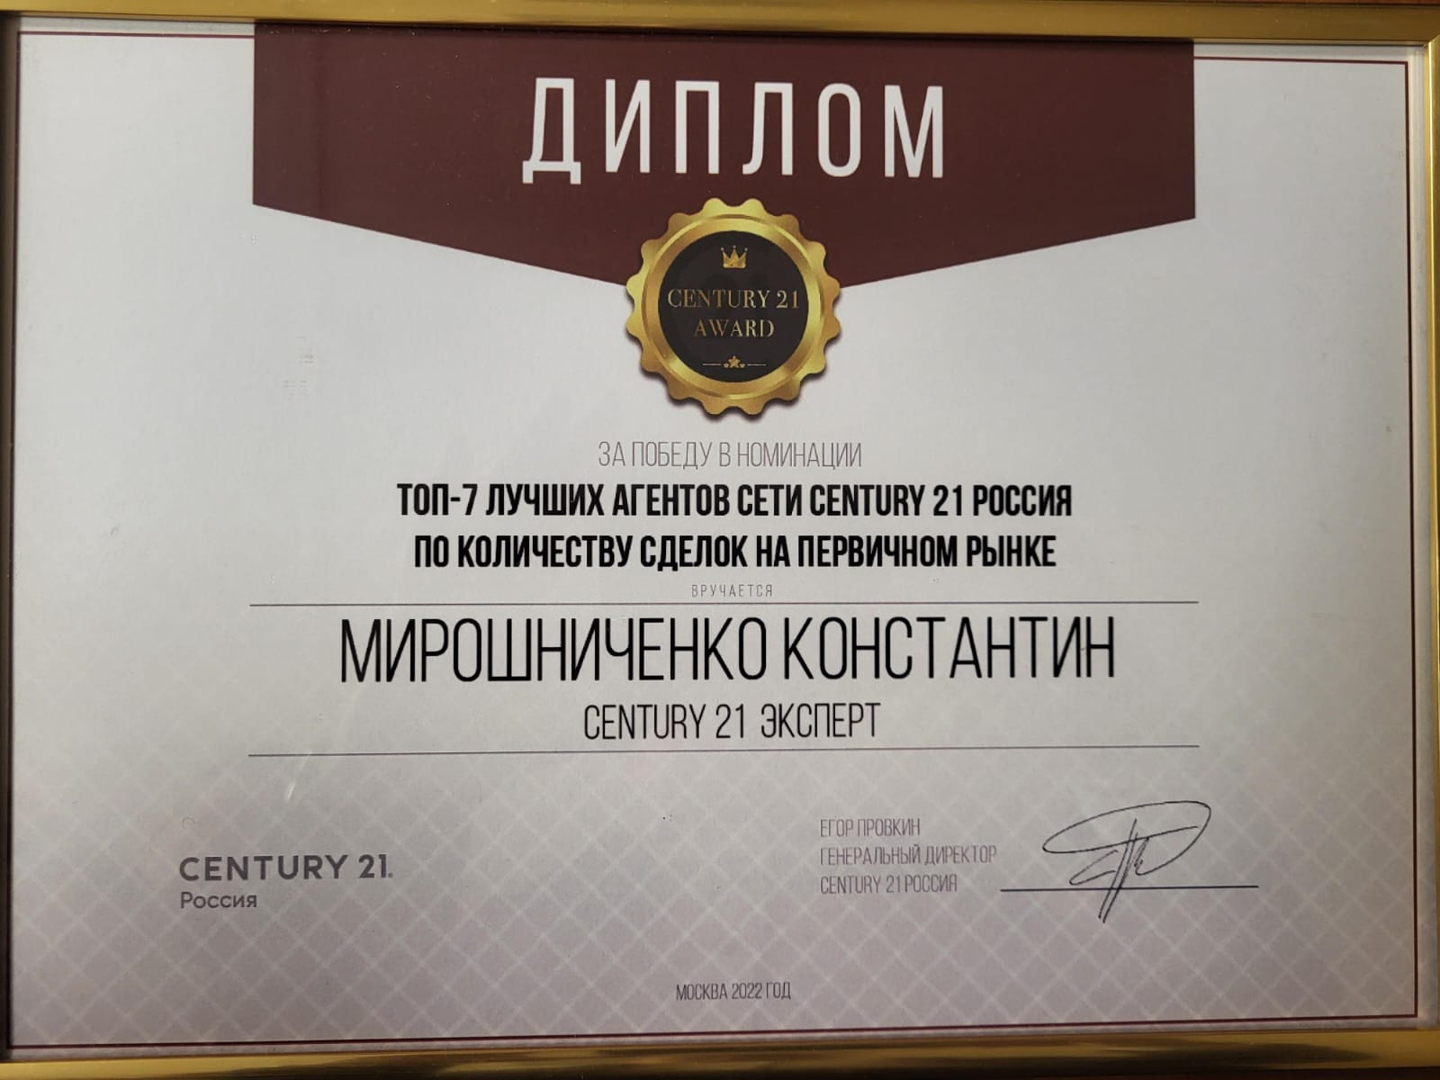 ДИПЛОМ
CENTURY 21
AWARD
ЗА ПОБЕДУ В НОМИНАЦИИ
ТОП-7 ЛУЧШИХ АГЕНТОВ СЕТИ CENTURY 21 РОССИЯ
ПО КОЛИЧЕСТВУ СДЕЛОК НА ПЕРВИЧНОМ РЫНКЕ
ВРУЧАЕТСЯ
МИРОШНИЧЕНКО КОНСТАНТИН
CENTURY 21 ЭКСПЕРТ
CENTURY 21.
Россия
ЕГОР ПРОВКИН
ГЕНЕРАЛЬНЫЙ ДИРЕКТОР
CENTURY 21 РОССИЯ
МОСКВА 2022 ГОД